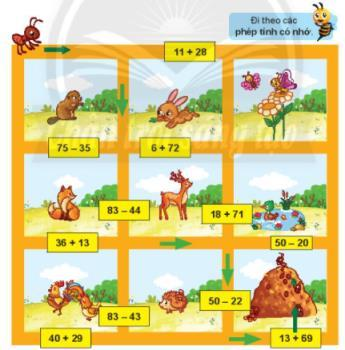 Đi theo các
phép tính có nhớ.
11 + 28
75 – 35
6 + 72
83 – 44
18 + 71
36 + 13
50 – 20
50 – 22
83 – 43
40 + 29
13 + 69